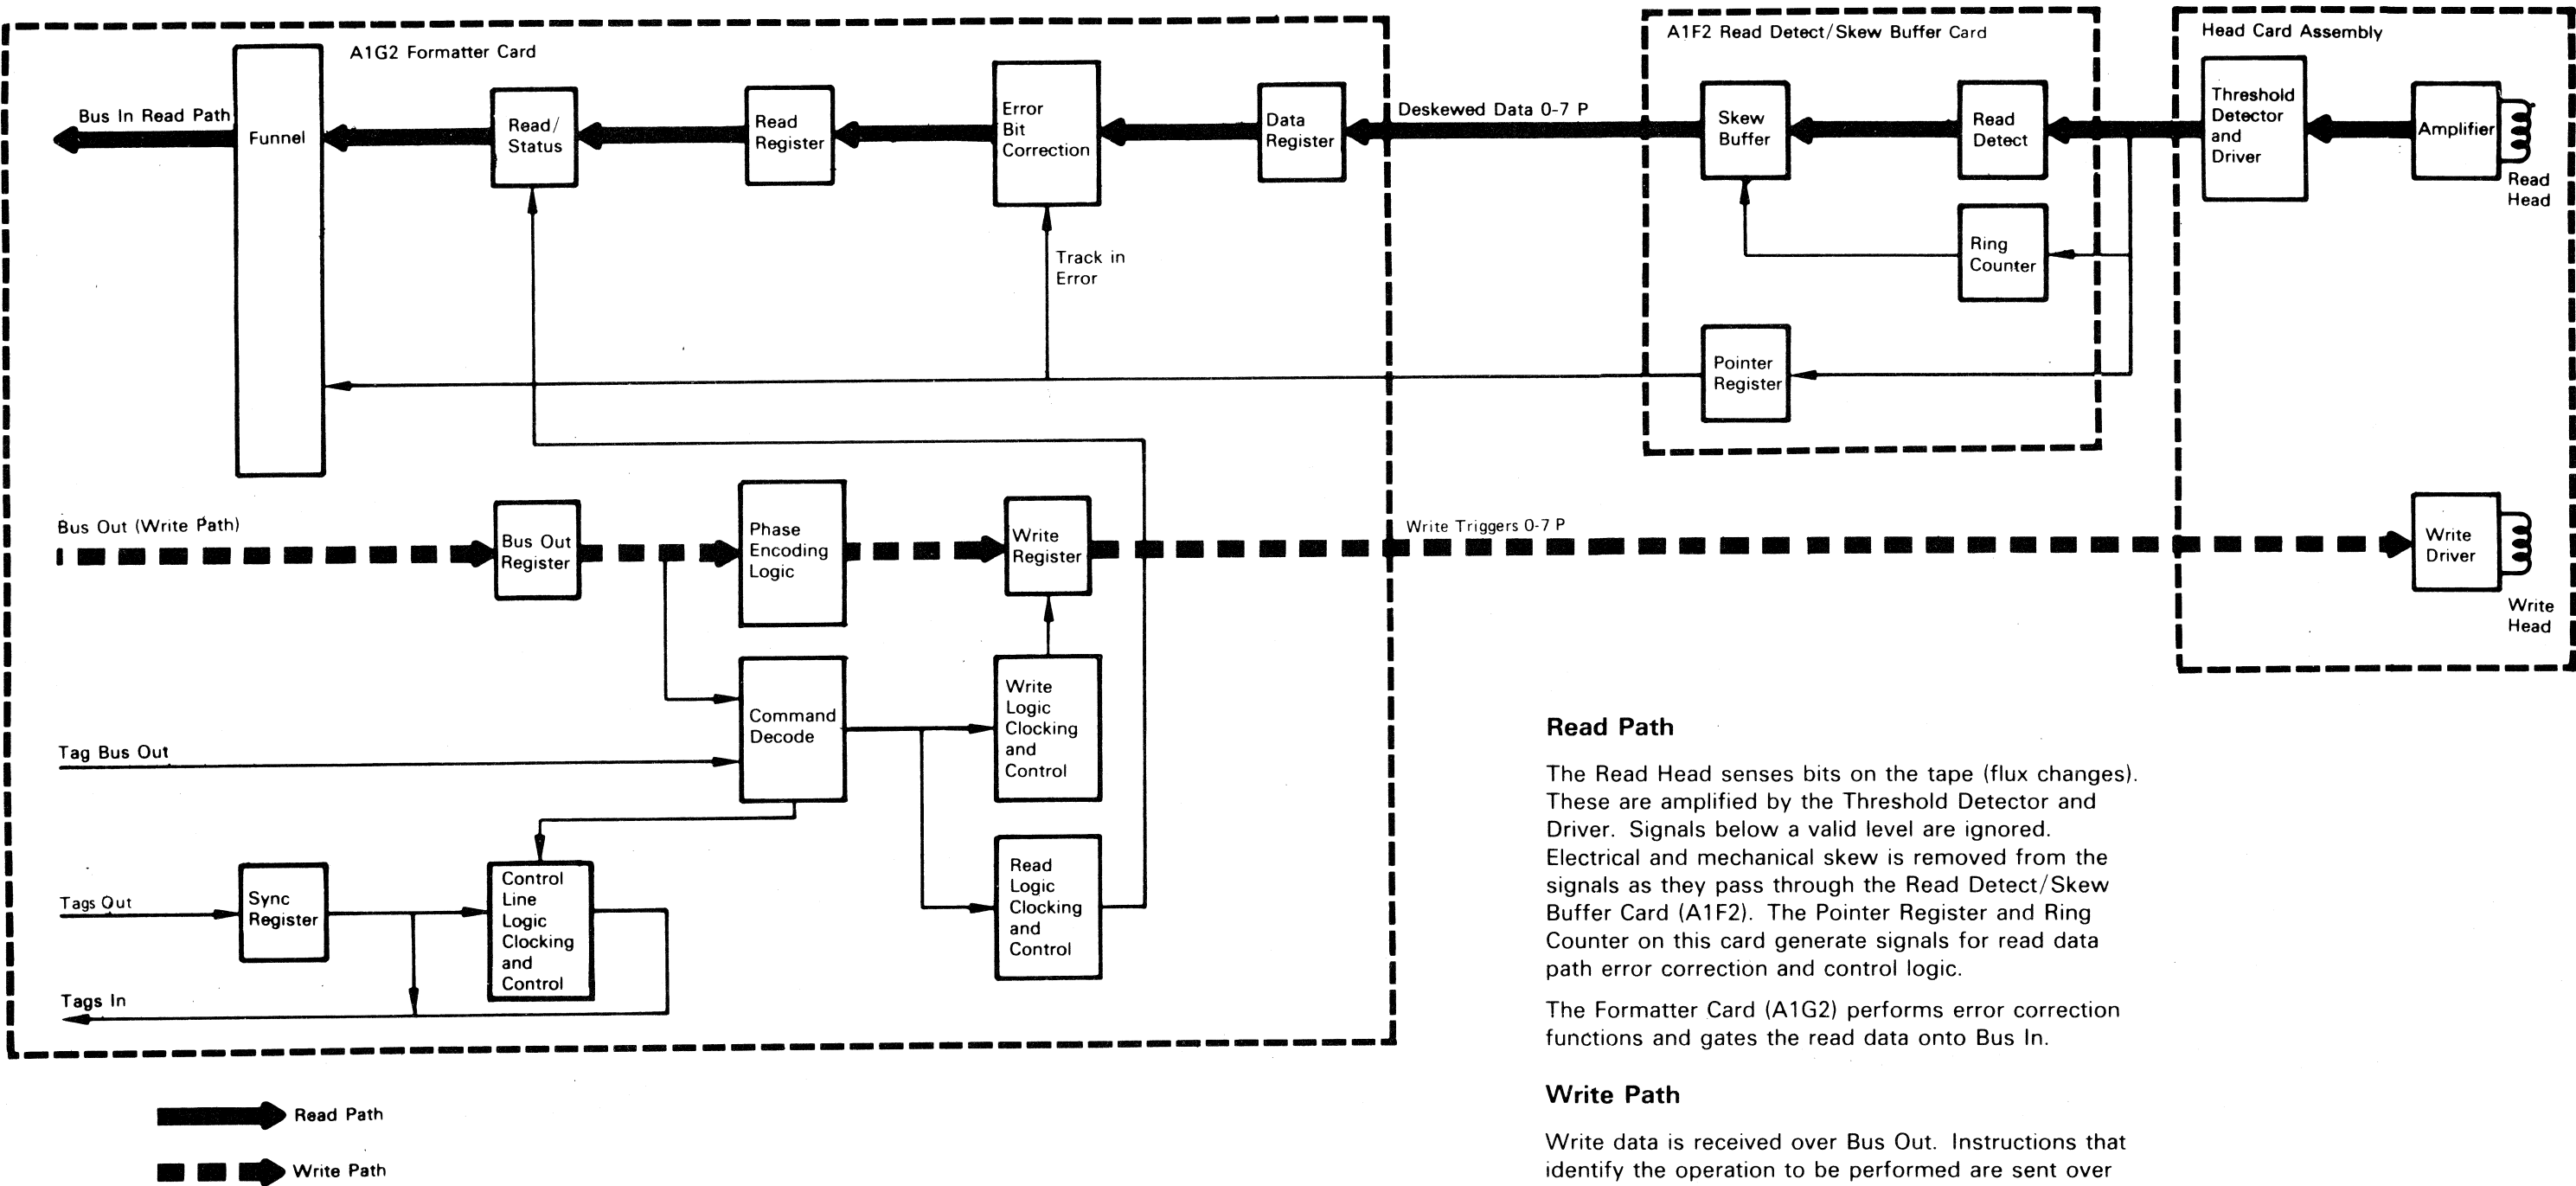 A1G2 Formatter Card
A1F2 Read Detect/Skew Buffer Card
Head Card Assembly
Bus In Read Path
Funnel
Read/
Status
Read
Register
Error
Bit
Correction
Data
Register
Deskewed Data 0-7 P
Skew
Buffer
Read
Detect
Threshold
Detector
and
Driver
Amplifier
Read
Head
Ring
Counter
Track in
Error
Pointer
Register
Bus Out (Write Path)
Bus Out
Register
Phase
Encoding
Logic
Write
Register
Write Triggers 0-7 P
Write
Driver
Write
Head
Command
Decode
Write
Logic
Clocking
and
Control
Tag Bus Out
Read
Logic
Clocking
and
Control
Tags Out
Sync
Register
Control
Line
Logic
Clocking
and
Control
Tags In
Read Path
Write Path
Read Path
The Read Head senses bits on the tape (flux changes).
These are amplified by the Threshold Detector and
Driver. Signals below a valid level are ignored.
Electrical and mechanical skew is removed from the
signals as they pass through the Read Detect/Skew
Buffer Card (A1F2). The Pointer Register and Ring
Counter on this card generate signals for read data
path error correction and control logic.
The Formatter Card (A1G2) performs error correction
functions and gates the read data onto Bus In.
Write Path
Write data is received over Bus Out. Instructions that
identify the operation to be performed are sent over